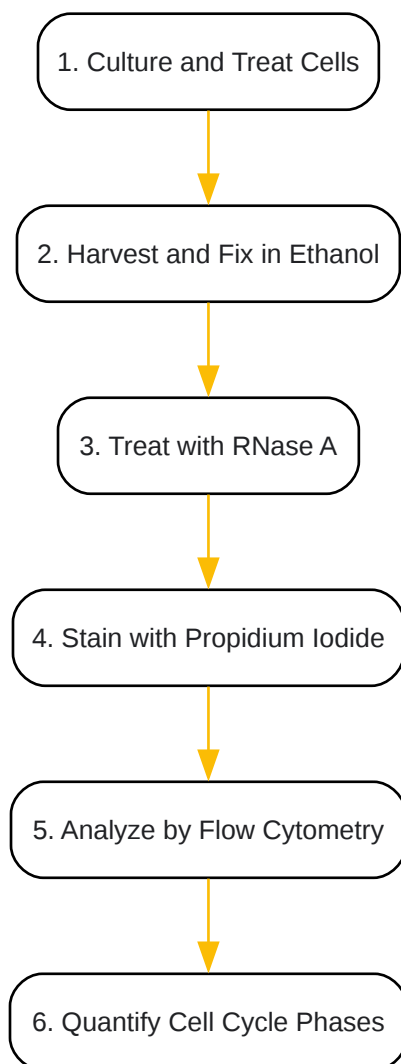 1. Culture and Treat Cells
2. Harvest and Fix in Ethanol
3. Treat with RNase A
4. Stain with Propidium Iodide
5. Analyze by Flow Cytometry
6. Quantify Cell Cycle Phases